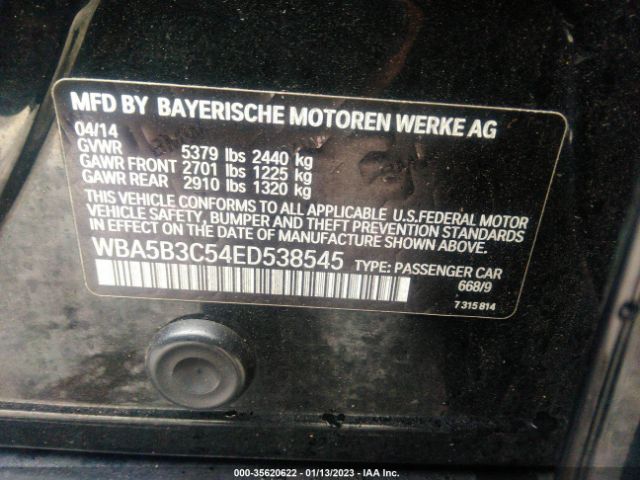 MFD BY BAYERISCHE MOTOREN WERKE AG
04/14
GVWR 5379 lbs 2440 kg
GAWR FRONT 2701 lbs 1225 kg
GAWR REAR 2910 lbs 1320 kg
THIS VEHICLE CONFORMS TO ALL APPLICABLE U.S.FEDERAL MOTOR
VEHICLE SAFETY, BUMPER AND THEFT PREVENTION STANDARDS
IN EFFECT ON THE DATE OF MANUFACTURE SHOWN ABOVE.
WBA5B3C54ED538545 TYPE: PASSENGER CAR
668/9
7 315 814
000-35620622 - 01/13/2023 - IAA Inc.